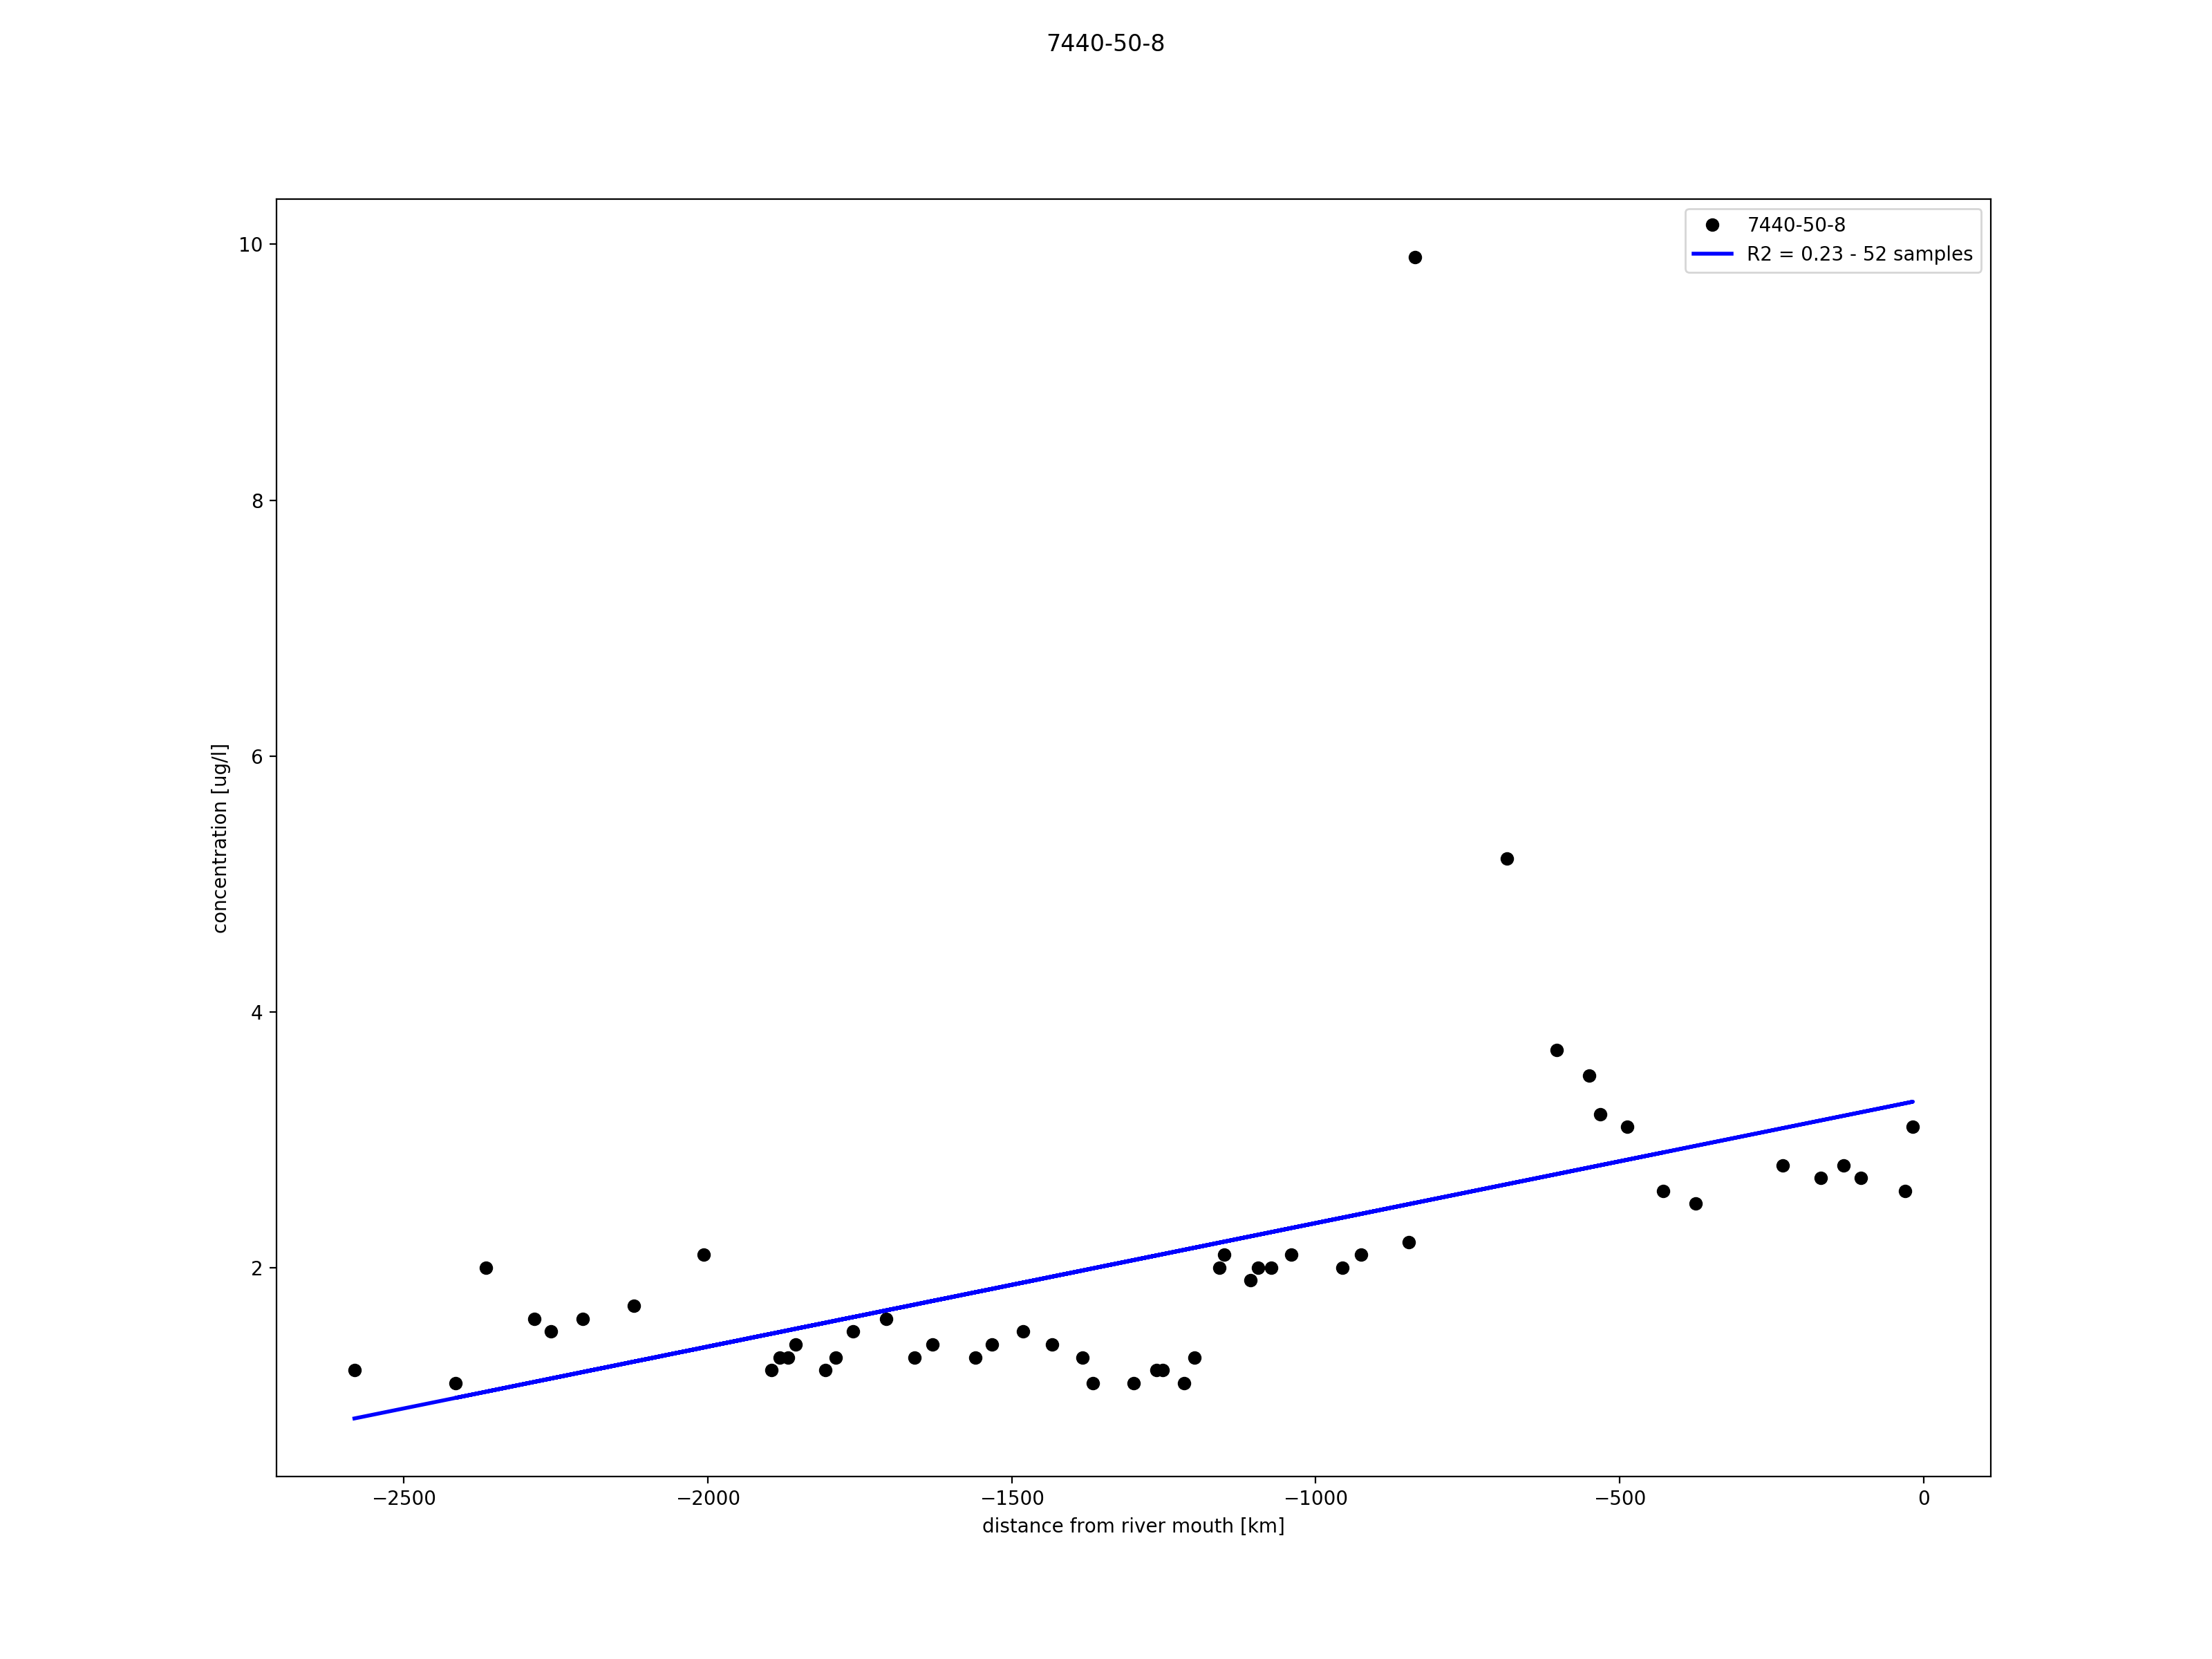 7440-50-8
7440-50-8
R2 = 0.23 - 52 samples
10
8
6
4
2
concentration [ug/l]
−2500 −2000 −1500 −1000 −500 0
distance from river mouth [km]